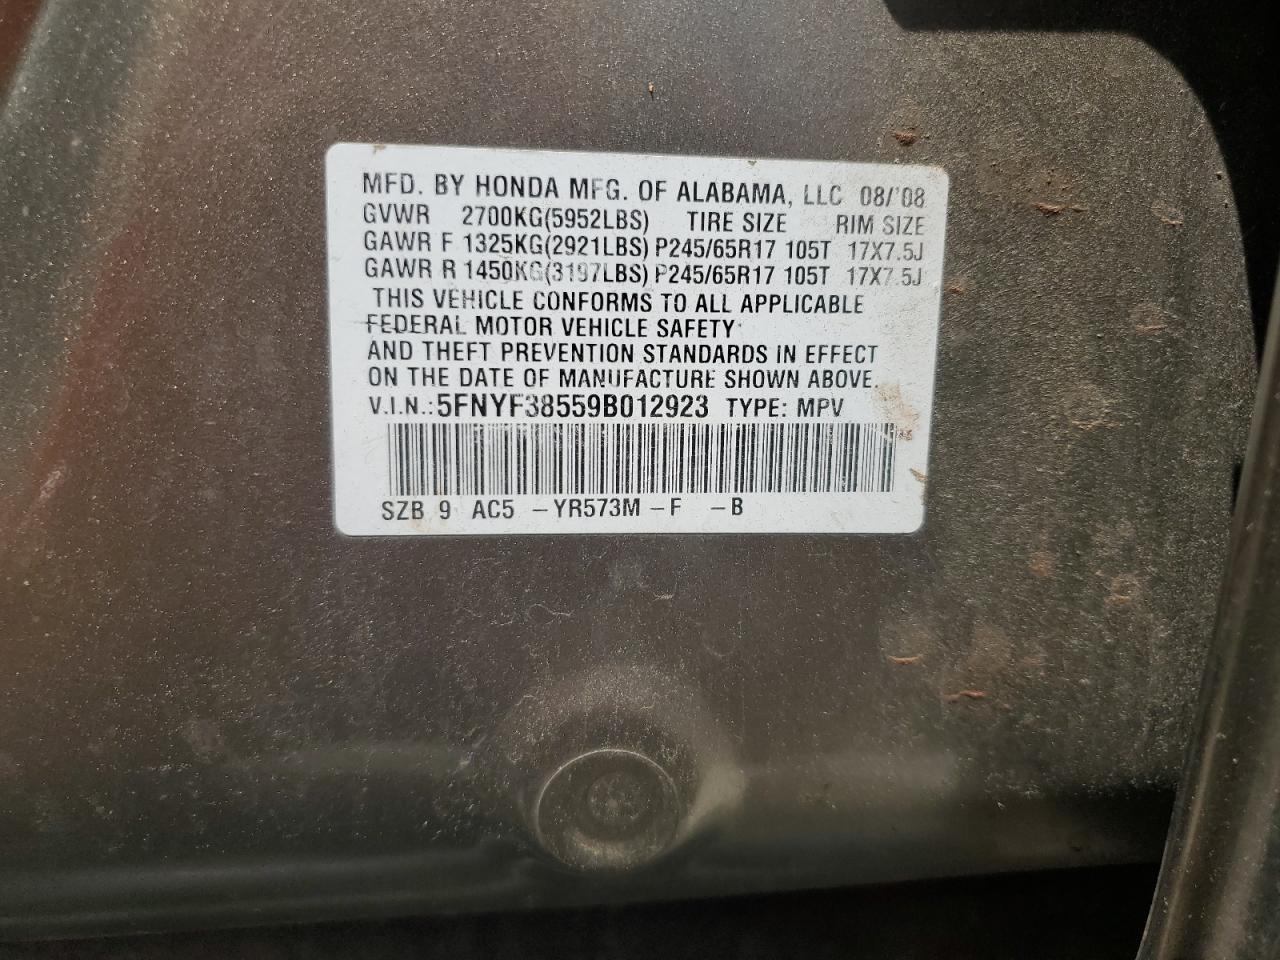 MFD. BY HONDA MFG. OF ALABAMA, LLC 08/'08
GVWR 2700KG(5952LBS) TIRE SIZE RIM SIZE
GAWR F 1325KG(2921LBS) P245/65R17 105T 17X7.5J
GAWR R 1450KG(3197LBS) P245/65R17 105T 17X7.5J
THIS VEHICLE CONFORMS TO ALL APPLICABLE
FEDERAL MOTOR VEHICLE SAFETY
AND THEFT PREVENTION STANDARDS IN EFFECT
ON THE DATE OF MANUFACTURE SHOWN ABOVE.
V.I.N.: 5FNYF38559B012923 TYPE: MPV
SZB 9 AC5 -YR573M -F -B